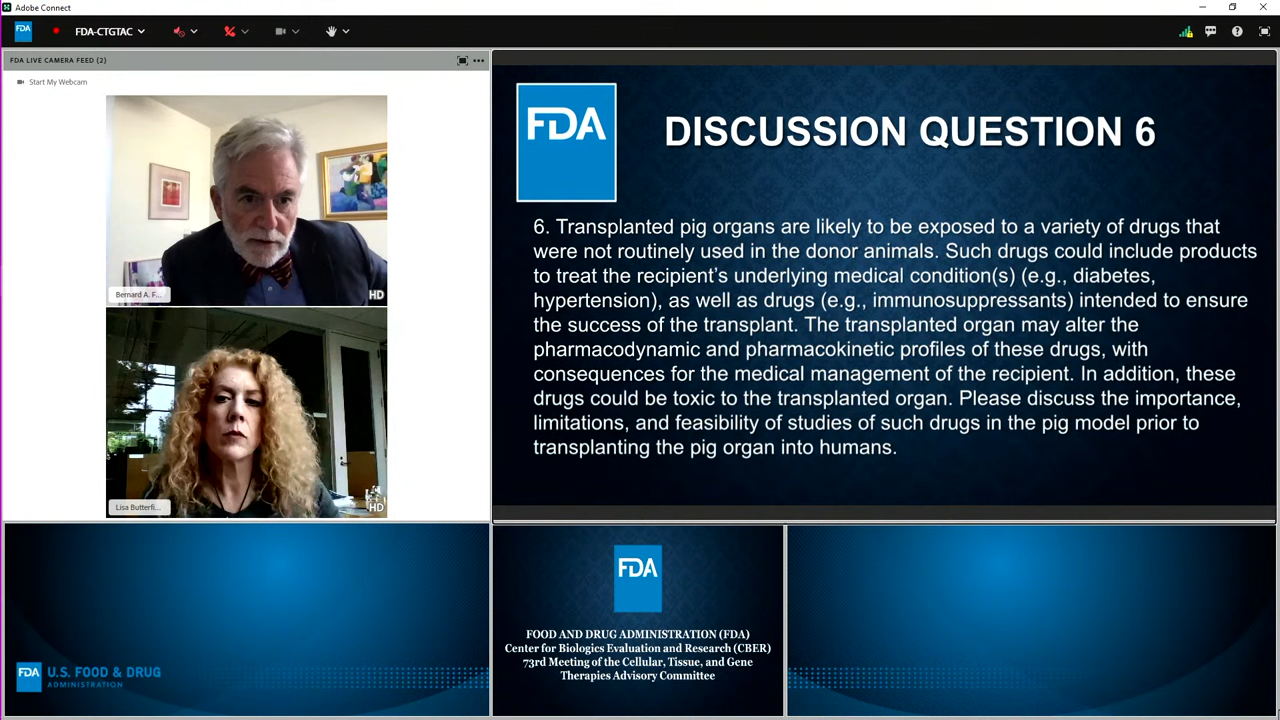 Adobe Connect
FDA
FDA-CTGTAC
FDA LIVE CAMERA FEED (2)
Start My Webcam
Bernard A. F...
HD
Lisa Butterfi...
HD
FDA
DISCUSSION QUESTION 6
6. Transplanted pig organs are likely to be exposed to a variety of drugs that
were not routinely used in the donor animals. Such drugs could include products
to treat the recipient's underlying medical condition(s) (e.g., diabetes,
hypertension), as well as drugs (e.g., immunosuppressants) intended to ensure
the success of the transplant. The transplanted organ may alter the
pharmacodynamic and pharmacokinetic profiles of these drugs, with
consequences for the medical management of the recipient. In addition, these
drugs could be toxic to the transplanted organ. Please discuss the importance,
limitations, and feasibility of studies of such drugs in the pig model prior to
transplanting the pig organ into humans.
FDA
U.S. FOOD & DRUG
ADMINISTRATION
FDA
FOOD AND DRUG ADMINISTRATION (FDA)
Center for Biologics Evaluation and Research (CBER)
73rd Meeting of the Cellular, Tissue, and Gene
Therapies Advisory Committee